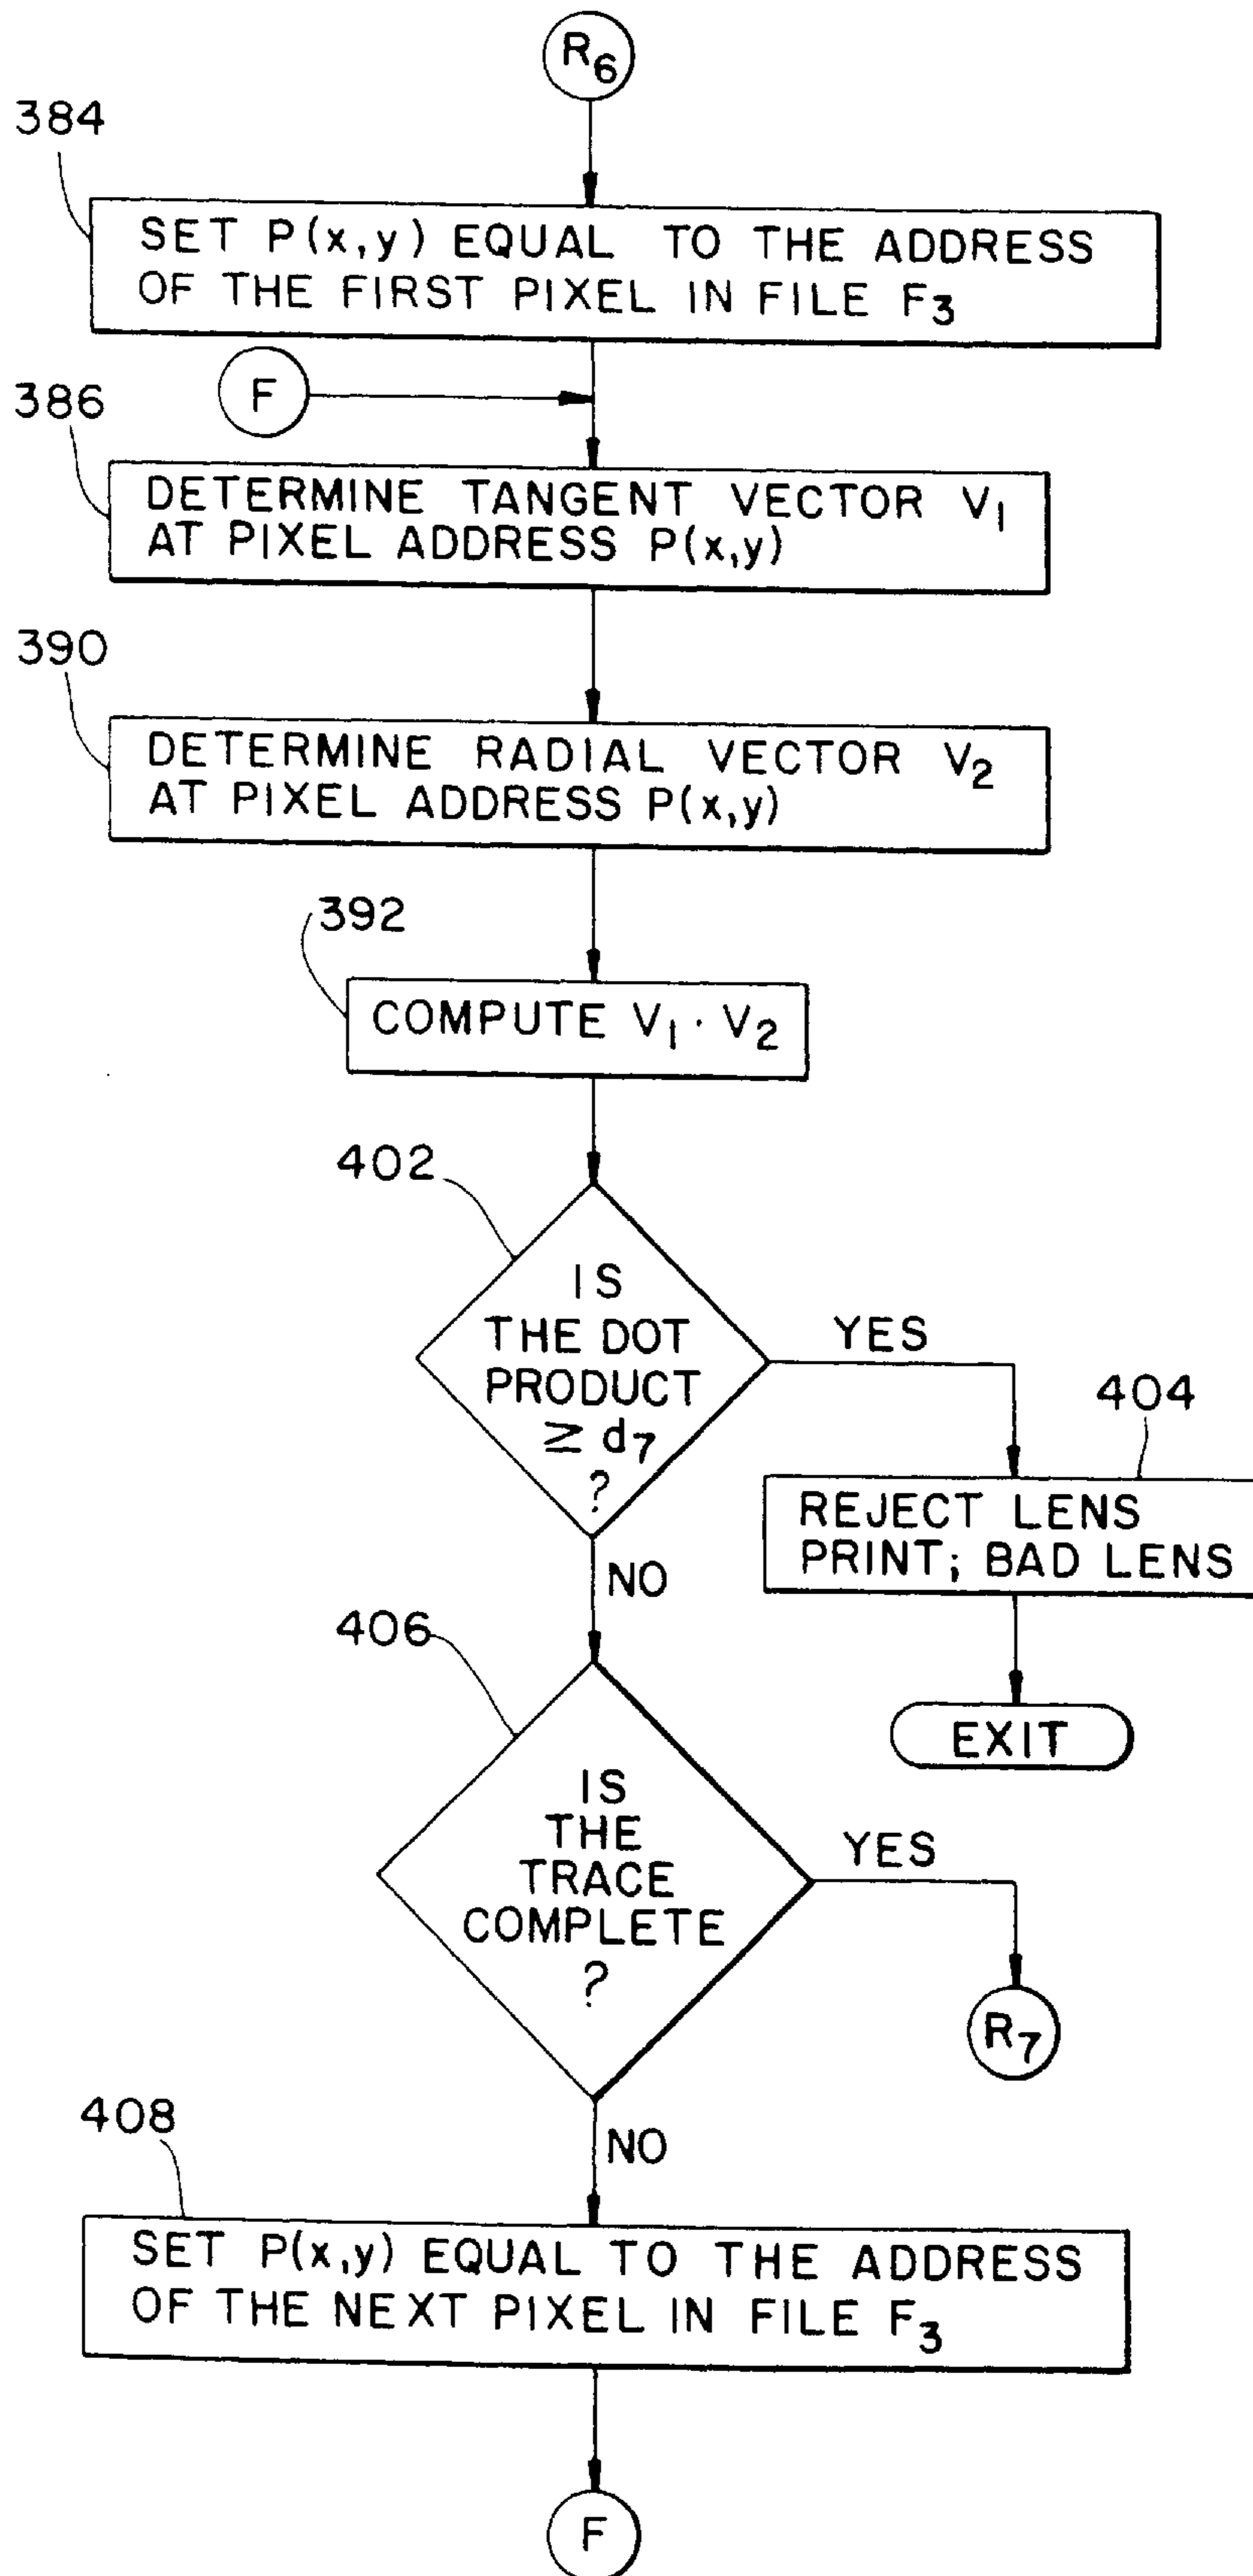 R₆
384
SET P(x,y) EQUAL TO THE ADDRESS
OF THE FIRST PIXEL IN FILE F₃
F
386
DETERMINE TANGENT VECTOR V₁
AT PIXEL ADDRESS P(x,y)
390
DETERMINE RADIAL VECTOR V₂
AT PIXEL ADDRESS P(x,y)
392
COMPUTE V₁ · V₂
402
IS
THE DOT
PRODUCT
≥ d₇
?
YES
404
REJECT LENS
PRINT; BAD LENS
NO
EXIT
406
IS
THE
TRACE
COMPLETE
?
YES
R₇
NO
408
SET P(x,y) EQUAL TO THE ADDRESS
OF THE NEXT PIXEL IN FILE F₃
F